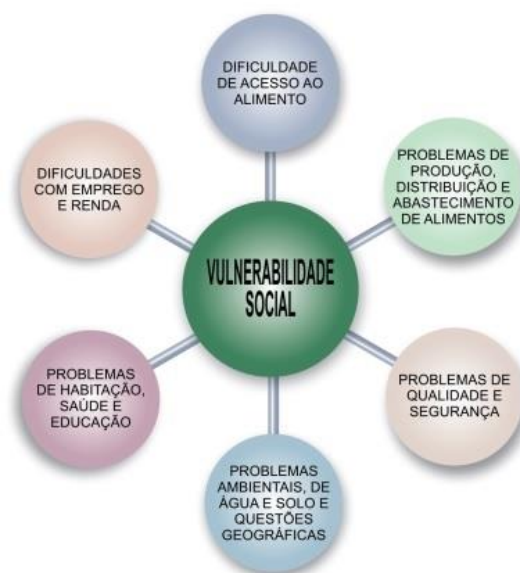 DIFICULDADE
DE ACESSO AO
ALIMENTO
PROBLEMAS DE
PRODUÇÃO,
DISTRIBUIÇÃO E
ABASTECIMENTO
DE ALIMENTOS
DIFICULDADES
COM EMPREGO
E RENDA
VULNERABILIDADE
SOCIAL
PROBLEMAS
DE HABITAÇÃO,
SAÚDE E
EDUCAÇÃO
PROBLEMAS DE
QUALIDADE E
SEGURANÇA
PROBLEMAS
AMBIENTAIS, DE
ÁGUA E SOLO E
QUESTÕES
GEOGRÁFICAS